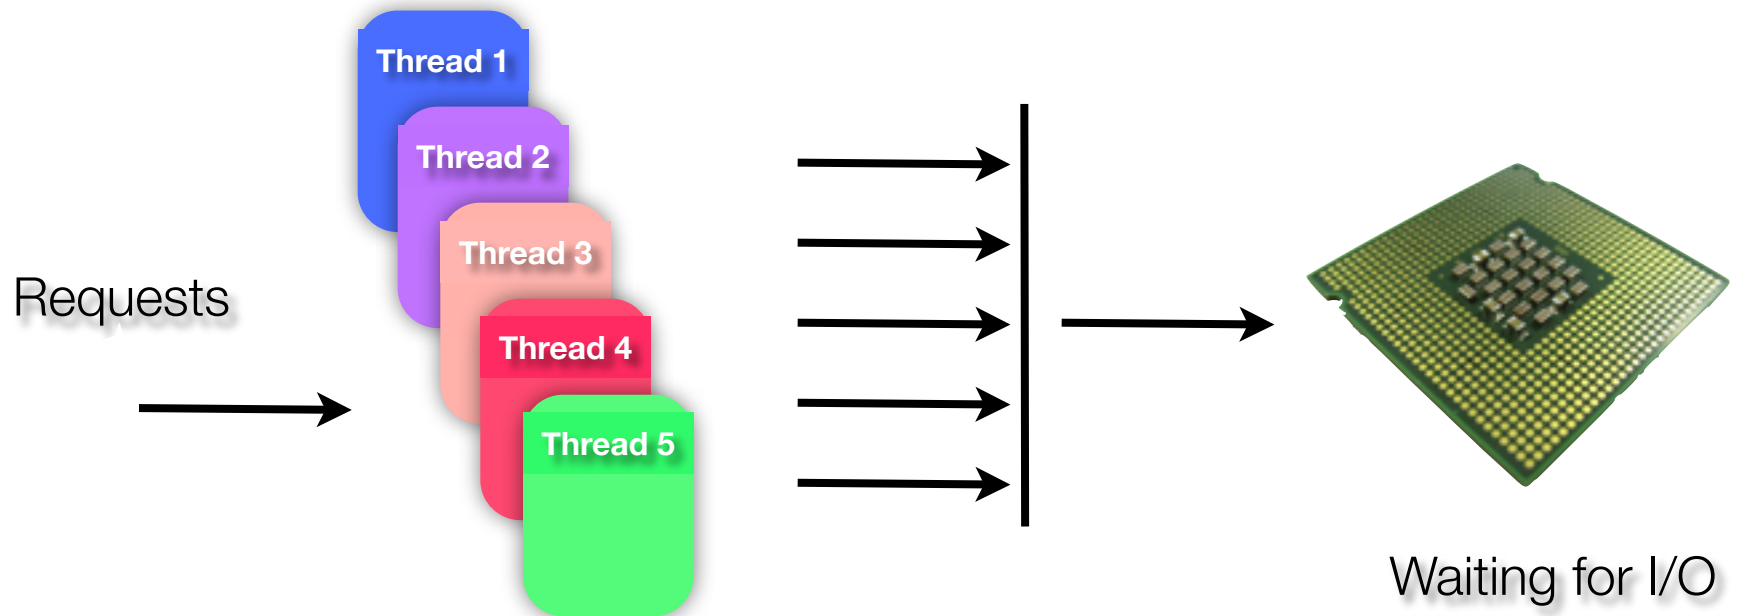 Thread 1
Thread 2
Thread 3
Requests
Thread 4
Thread 5
Waiting for I/O